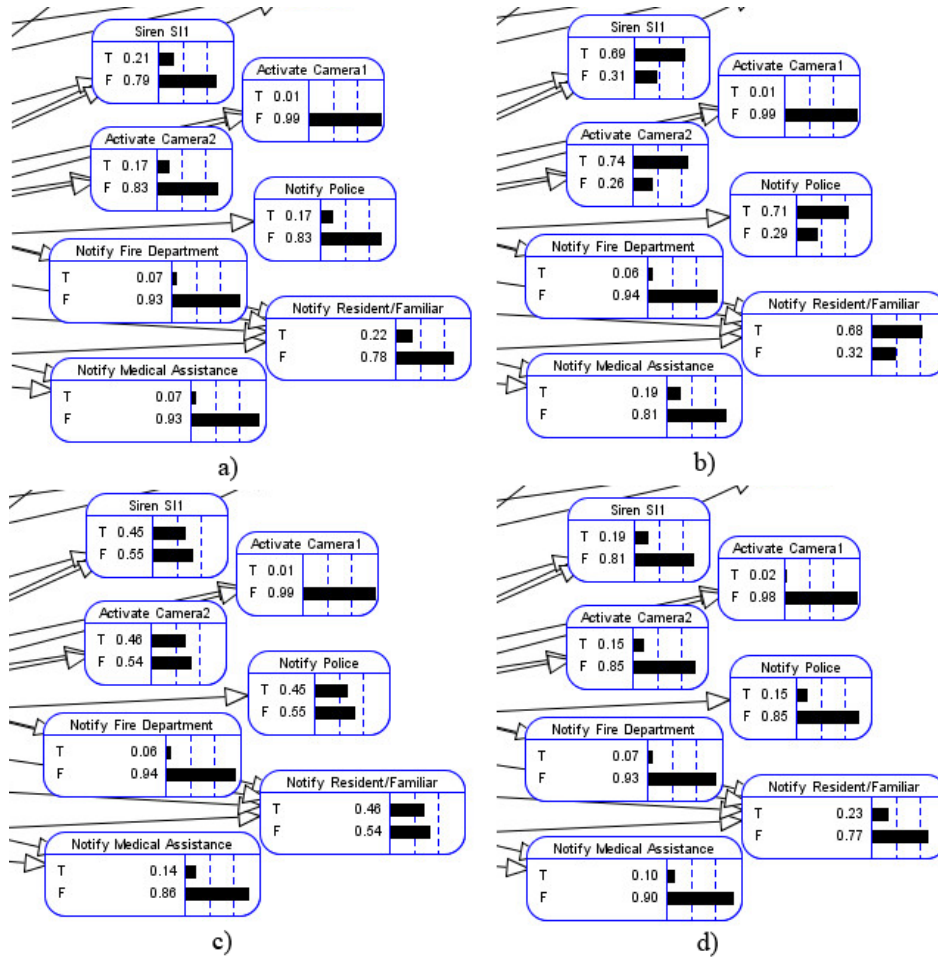 Siren SI1
T 0.21
F 0.79
Activate Camera1
T 0.01
F 0.99
Activate Camera2
T 0.17
F 0.83
Notify Police
T 0.17
F 0.83
Notify Fire Department
T 0.07
F 0.93
Notify Resident/Familiar
T 0.22
F 0.78
Notify Medical Assistance
T 0.07
F 0.93
a)
Siren SI1
T 0.69
F 0.31
Activate Camera1
T 0.01
F 0.99
Activate Camera2
T 0.74
F 0.26
Notify Police
T 0.71
F 0.29
Notify Fire Department
T 0.06
F 0.94
Notify Resident/Familiar
T 0.68
F 0.32
Notify Medical Assistance
T 0.19
F 0.81
b)
Siren SI1
T 0.45
F 0.55
Activate Camera1
T 0.01
F 0.99
Activate Camera2
T 0.46
F 0.54
Notify Police
T 0.45
F 0.55
Notify Fire Department
T 0.06
F 0.94
Notify Resident/Familiar
T 0.46
F 0.54
Notify Medical Assistance
T 0.14
F 0.86
c)
Siren SI1
T 0.19
F 0.81
Activate Camera1
T 0.02
F 0.98
Activate Camera2
T 0.15
F 0.85
Notify Police
T 0.15
F 0.85
Notify Fire Department
T 0.07
F 0.93
Notify Resident/Familiar
T 0.23
F 0.77
Notify Medical Assistance
T 0.10
F 0.90
d)